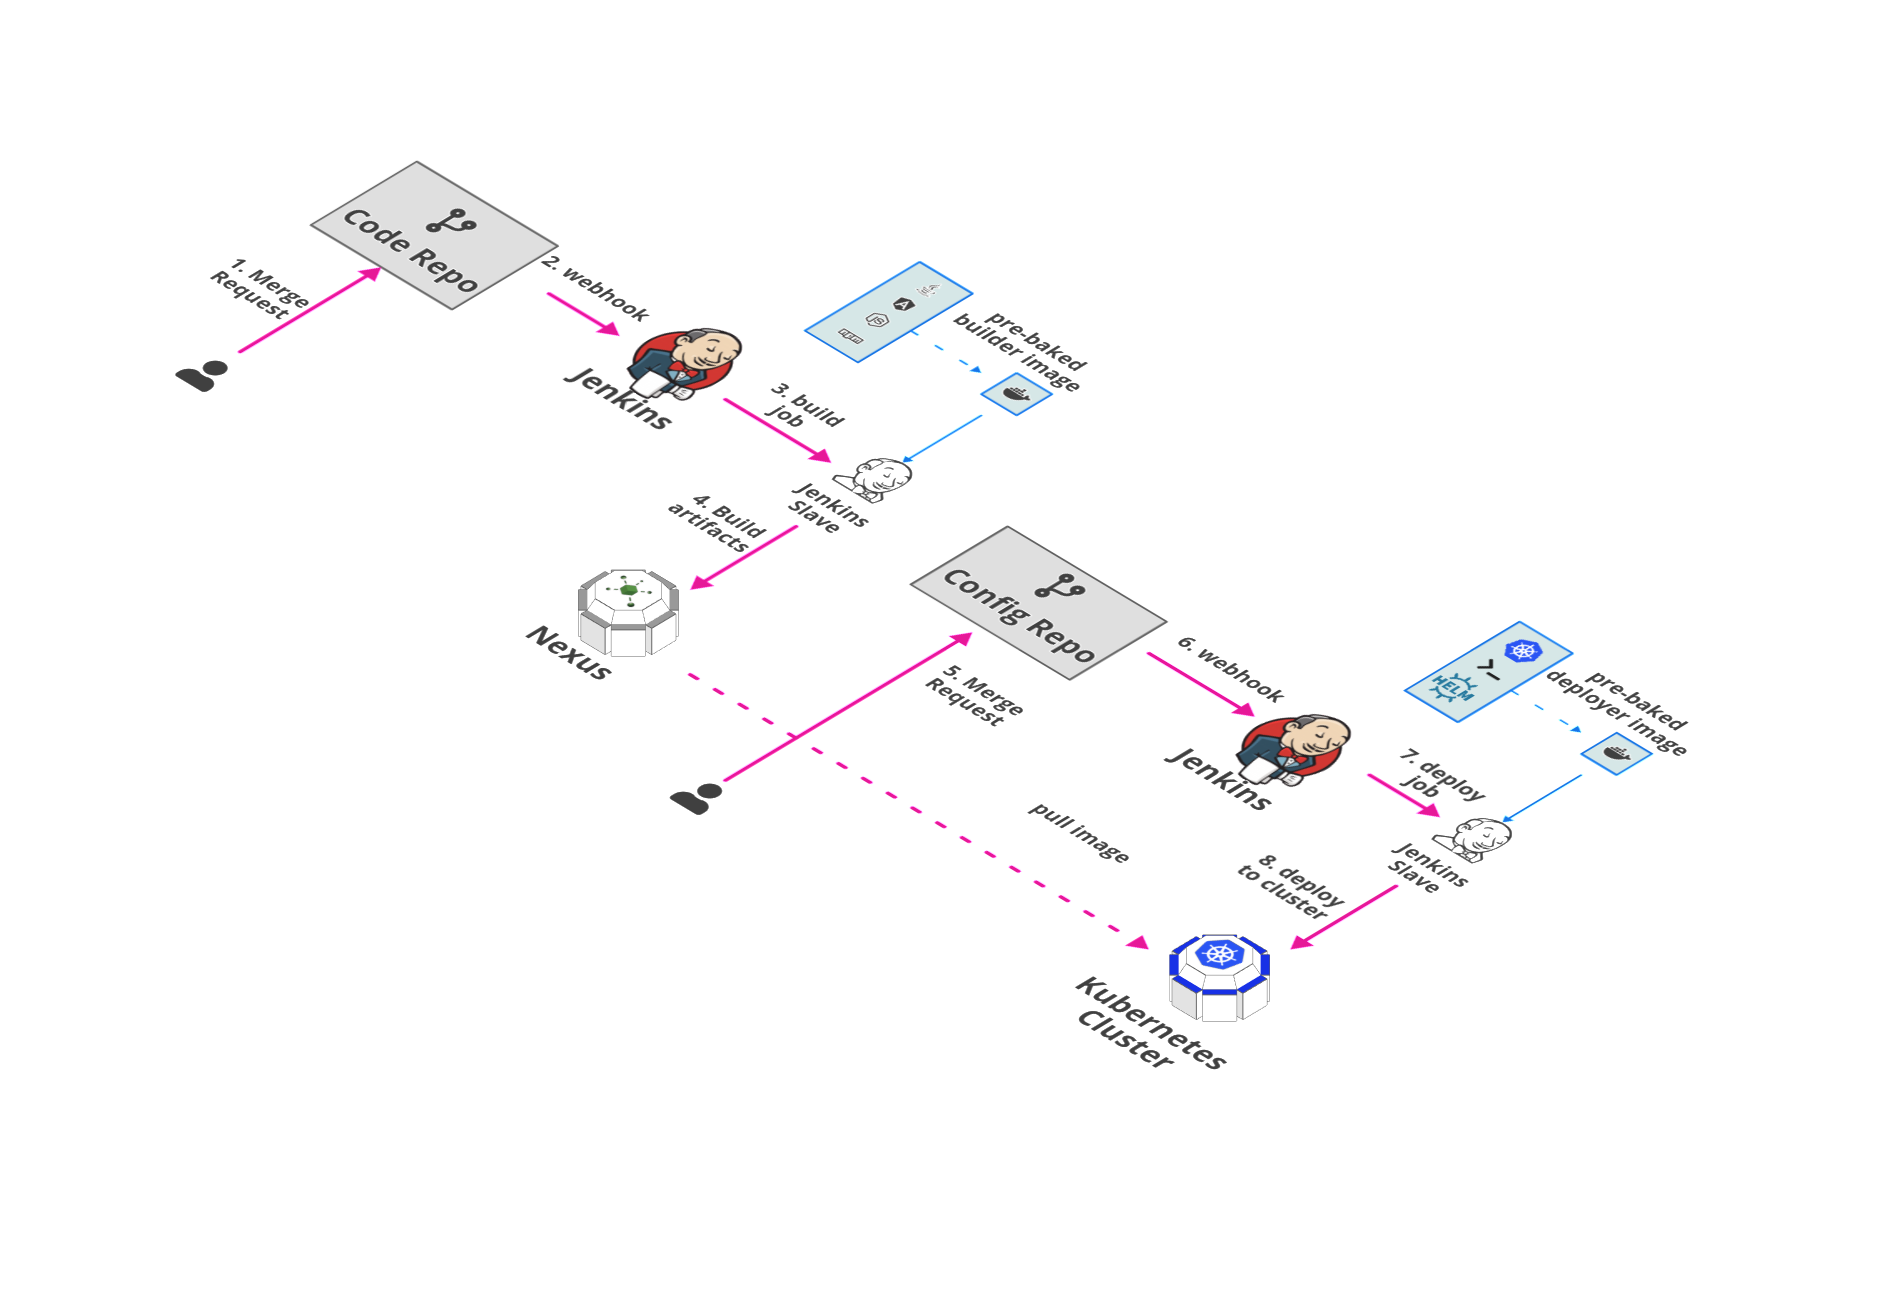 Code Repo
1. Merge
Request
2. webhook
Jenkins
A
JS
npm
pre-baked
builder image
3. build
job
Jenkins
Slave
4. Build
artifacts
Nexus
Config Repo
5. Merge
Request
6. webhook
Jenkins
HELM
pre-baked
deployer image
7. deploy
job
Jenkins
Slave
8. deploy
to cluster
pull image
Kubernetes
Cluster